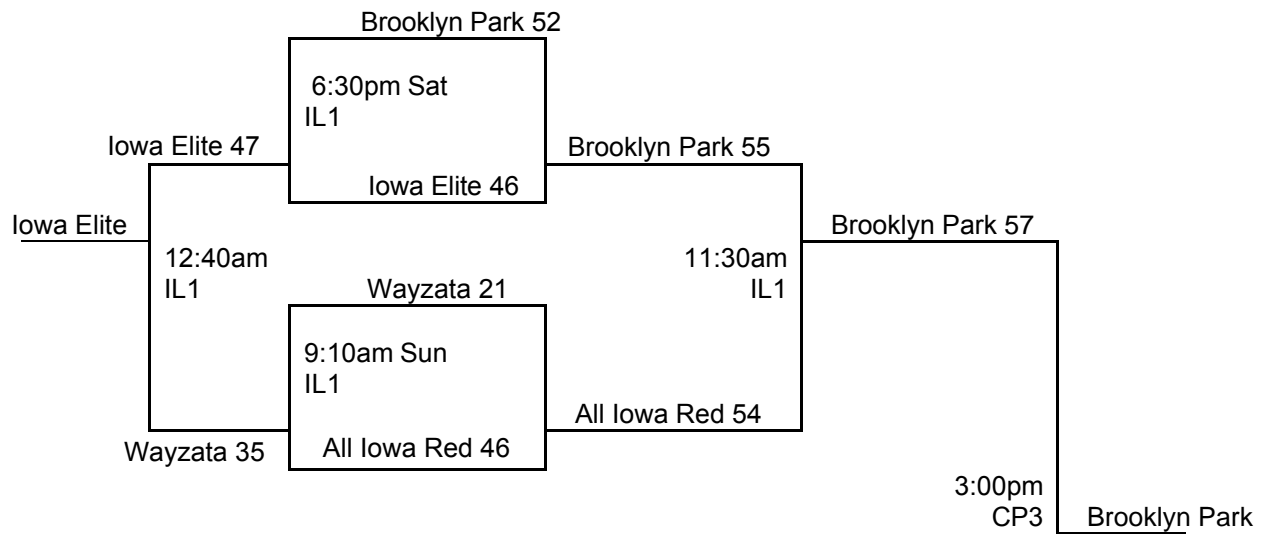 Brooklyn Park 52
6:30pm Sat
IL1
Iowa Elite 47
Brooklyn Park 55
Iowa Elite 46
Iowa Elite
Brooklyn Park 57
12:40am
IL1
11:30am
IL1
Wayzata 21
9:10am Sun
IL1
All Iowa Red 54
Wayzata 35
All Iowa Red 46
3:00pm
CP3
Brooklyn Park